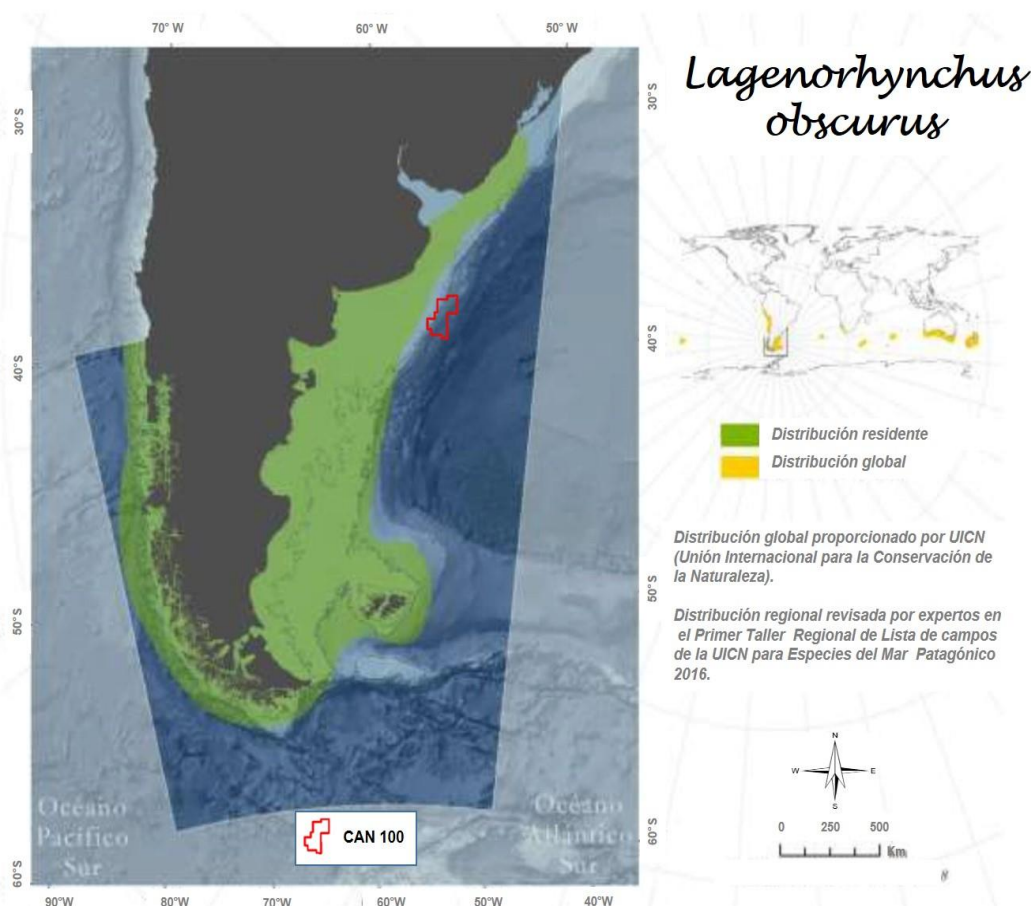 70° W
60° W
50° W
Lagenorhynchus
obscurus
30°S
30°S
40°S
40°S
50°S
50°S
60°S
60°S
Distribución residente
Distribución global
Distribución global proporcionado por UICN
(Unión Internacional para la Conservación de
la Naturaleza).
Distribución regional revisada por expertos en
el Primer Taller Regional de Lista de campos
de la UICN para Especies del Mar Patagónico
2016.
N
W
E
S
0 250 500
Km
Océano
Pacífico
Sur
CAN 100
Océano
Atlántico
Sur
90°W
80°W
70°W
60°W
50°W
40°W